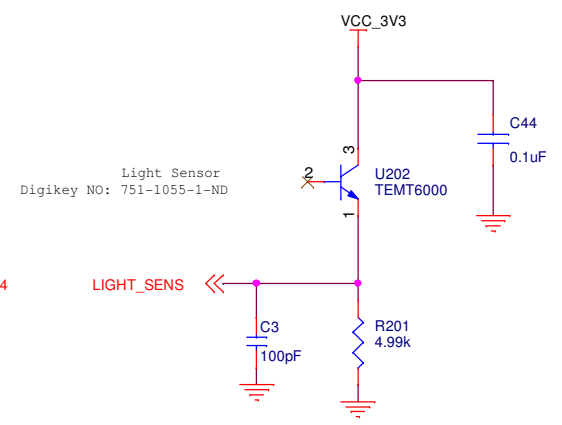 VCC_3V3
C44
0.1uF
3
2
U202
TEMT6000
1
Light Sensor
Digikey NO: 751-1055-1-ND
4
LIGHT_SENS
C3
100pF
R201
4.99k